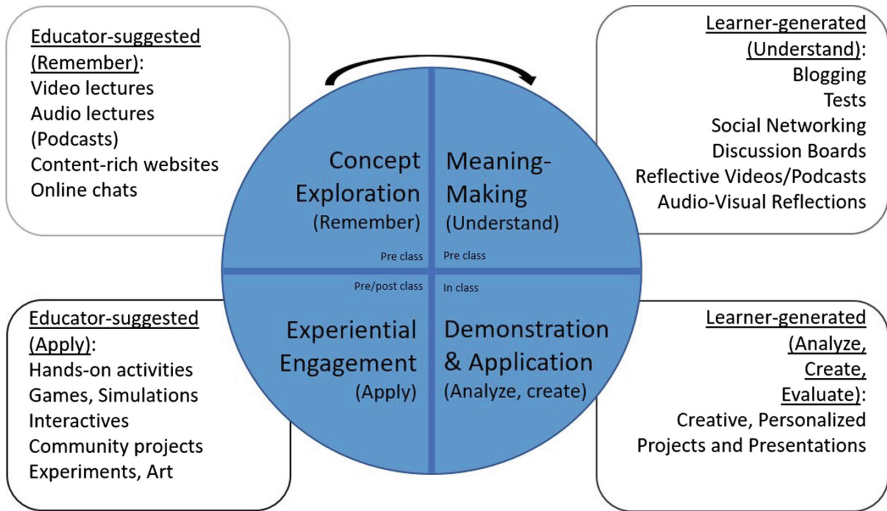 Educator-suggested
(Remember):
Video lectures
Audio lectures
(Podcasts)
Content-rich websites
Online chats
Learner-generated
(Understand):
Blogging
Tests
Social Networking
Discussion Boards
Reflective Videos/Podcasts
Audio-Visual Reflections
Concept
Exploration
(Remember)
Pre class
Meaning-
Making
(Understand)
Pre class
Pre/post class
Experiential
Engagement
(Apply)
In class
Demonstration
& Application
(Analyze, create)
Educator-suggested
(Apply):
Hands-on activities
Games, Simulations
Interactives
Community projects
Experiments, Art
Learner-generated
(Analyze,
Create,
Evaluate):
Creative, Personalized
Projects and Presentations